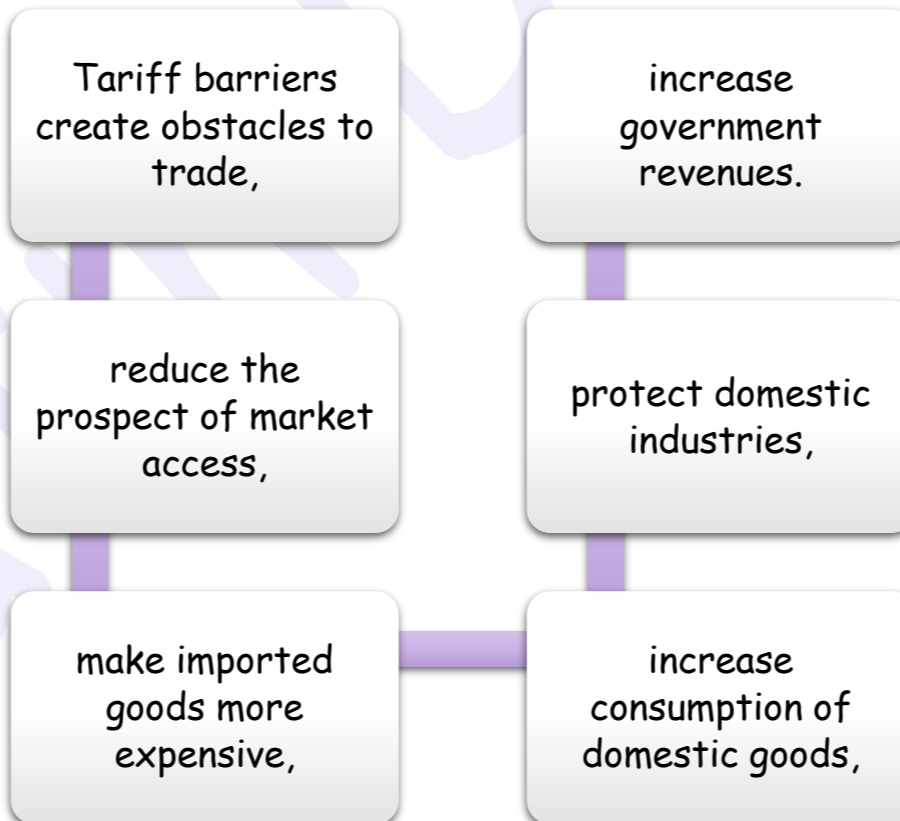 Tariff barriers
create obstacles to
trade,
reduce the
prospect of market
access,
make imported
goods more
expensive,
increase
consumption of
domestic goods,
protect domestic
industries,
increase
government
revenues.